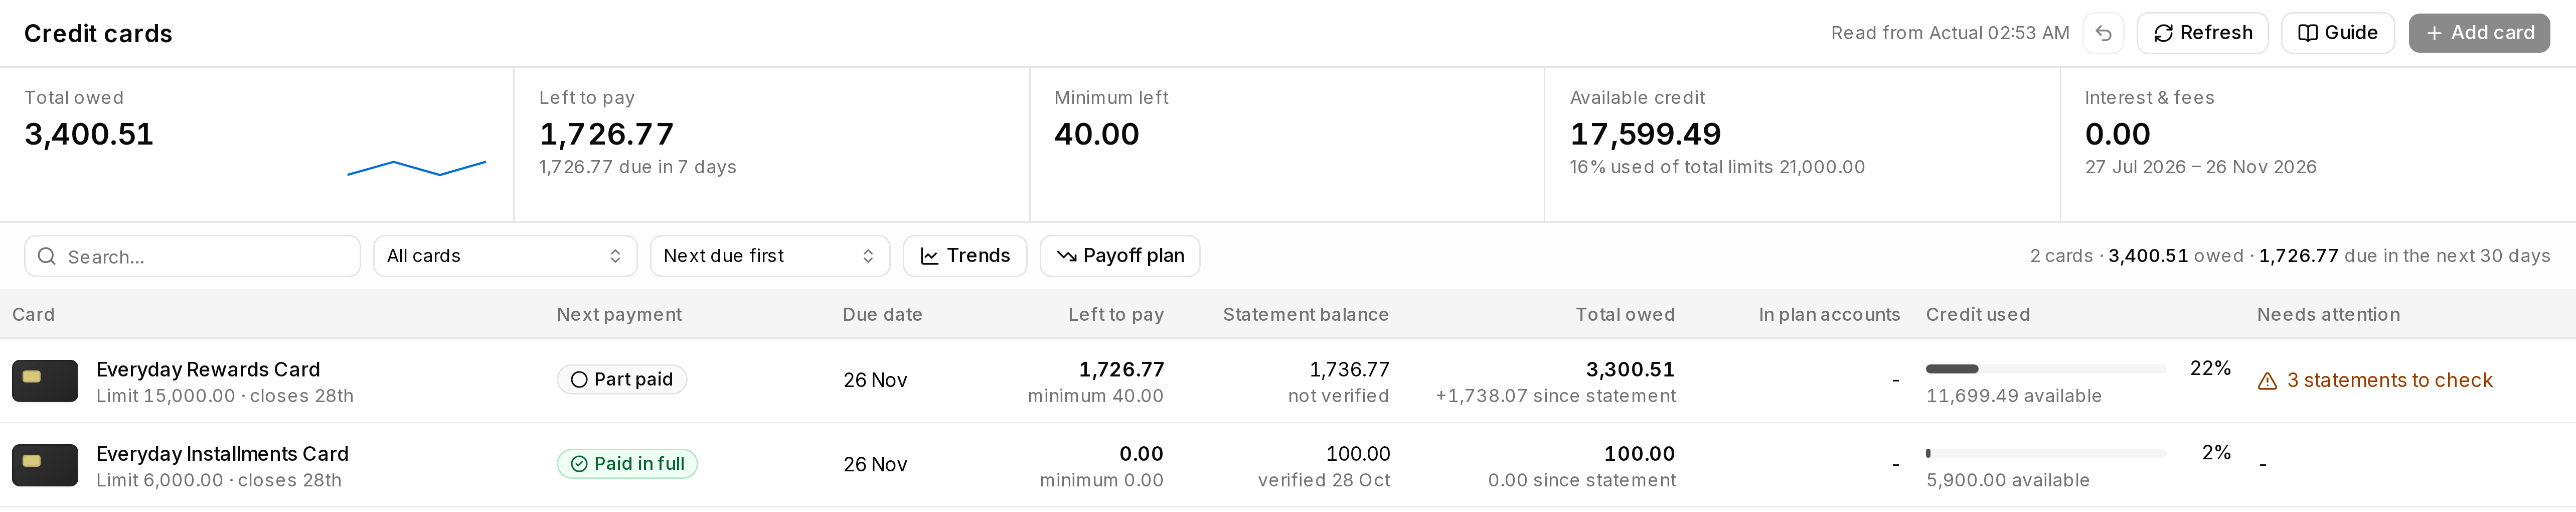 Credit cards
Read from Actual 02:53 AM
Refresh
Guide
Add card
Total owed
3,400.51
Left to pay
1,726.77
1,726.77 due in 7 days
Minimum left
40.00
Available credit
17,599.49
16% used of total limits 21,000.00
Interest & fees
0.00
27 Jul 2026 – 26 Nov 2026
Search...
All cards
Next due first
Trends
Payoff plan
2 cards · 3,400.51 owed · 1,726.77 due in the next 30 days
Card Next payment Due date Left to pay Statement balance Total owed In plan accounts Credit used Needs attention
Everyday Rewards Card
Limit 15,000.00 · closes 28th
Part paid
26 Nov
1,726.77
minimum 40.00
1,736.77
not verified
3,300.51
+1,738.07 since statement
-
22%
11,699.49 available
3 statements to check
Everyday Installments Card
Limit 6,000.00 · closes 28th
Paid in full
26 Nov
0.00
minimum 0.00
100.00
verified 28 Oct
100.00
0.00 since statement
-
2%
5,900.00 available
-